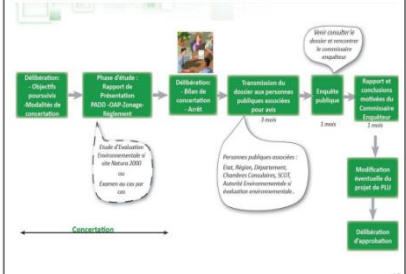 Venir consulter le
dossier et rencontrer
le commissaire
enquêteur
Délibération:
- Objectifs
poursuivis
-Modalités de
concertation
Phase d'étude :
Rapport de
Présentation
PADD -OAP-Zonage-
Règlement
Délibération:
- Bilan de
concertation
- Arrêt
Transmission du
dossier aux personnes
publiques associées
pour avis
3 mois
Enquête
publique
1 mois
Rapport et
conclusions
motivées du
Commissaire
Enquêteur
1 mois
Etude d'Evaluation
Environnementale si
site Natura 2000
ou
Examen au cas par
cas
Personnes publiques associées :
Etat, Région, Département,
Chambres Consulaires, SCOT,
Autorité Environnementale si
évaluation environnementale..
Modification
éventuelle du
projet de PLU
Concertation
Délibération
d'approbation